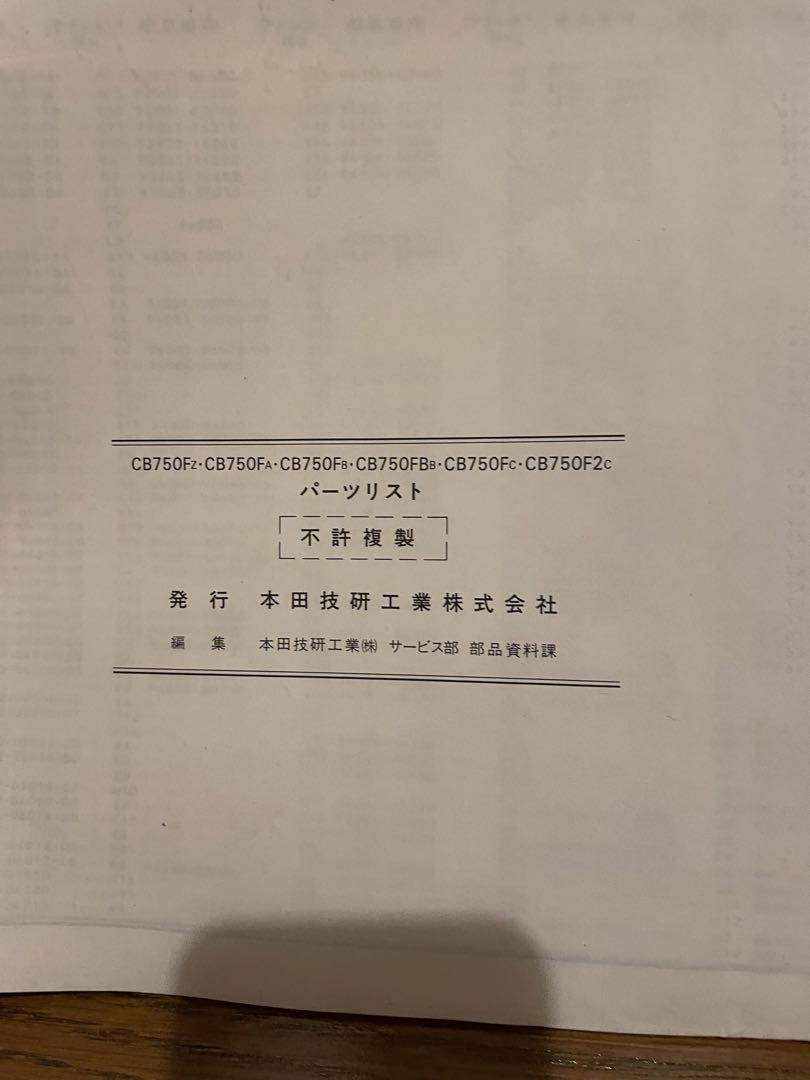 CB750FZ·CB750FA·CB750FB·CB750FBB·CB750FC·CB750F2C
パーツリスト
不許複製
発行 本田技研工業株式会社
編集 本田技研工業㈱ サービス部 部品資料課